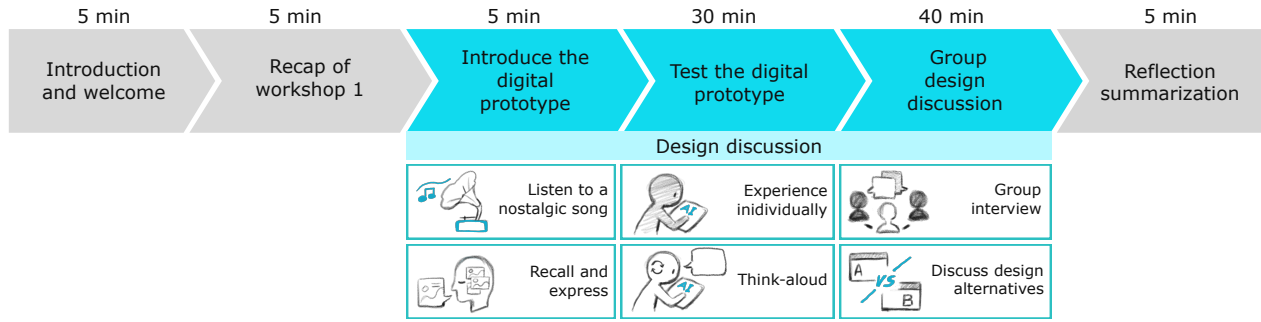 5 min
5 min
5 min
30 min
40 min
5 min
Introduction
and welcome
Recap of
workshop 1
Introduce the
digital
prototype
Test the digital
prototype
Group
design
discussion
Reflection
summarization
Design discussion
Listen to a
nostalgic song
AI
Experience
inidividually
Group
interview
Recall and
express
AI
Think-aloud
A
VS
B
Discuss design
alternatives